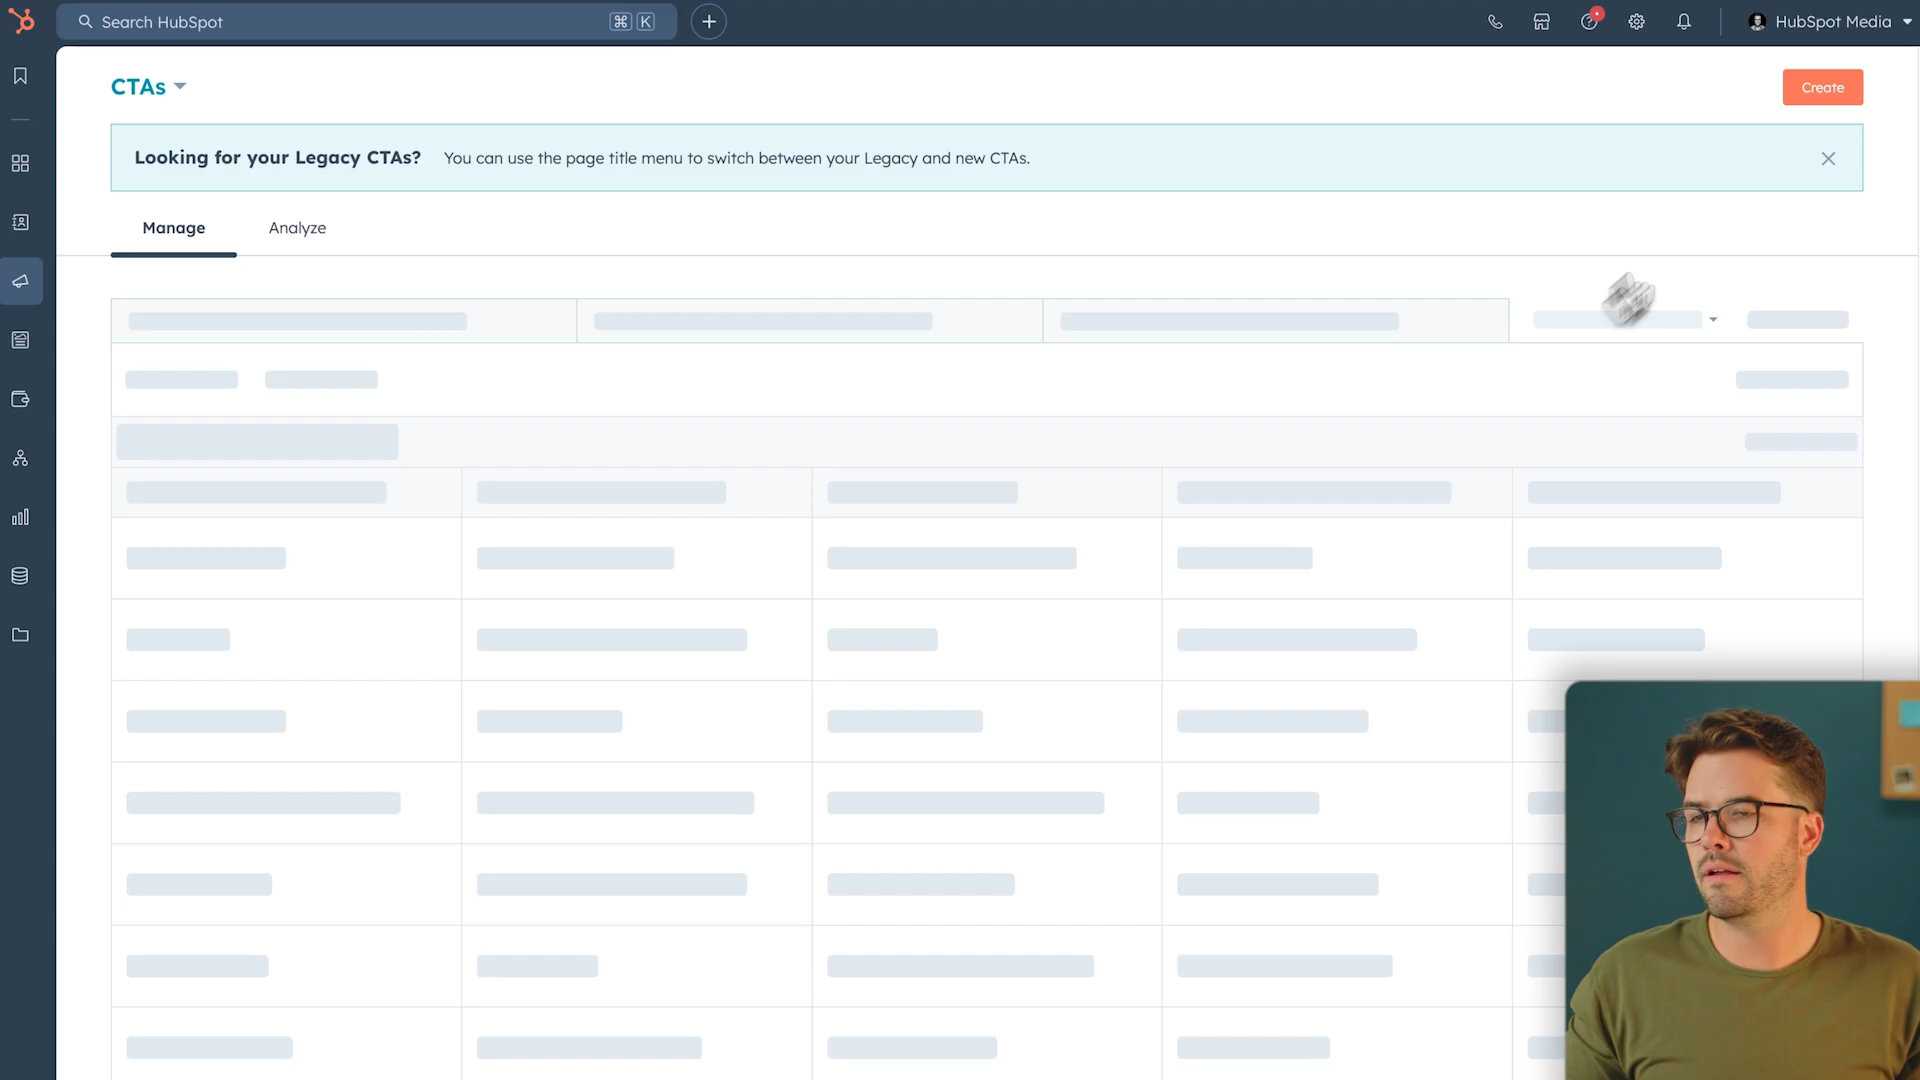 Search HubSpot
⌘ K
HubSpot Media
CTAs
Create
Looking for your Legacy CTAs? You can use the page title menu to switch between your Legacy and new CTAs.
Manage
Analyze